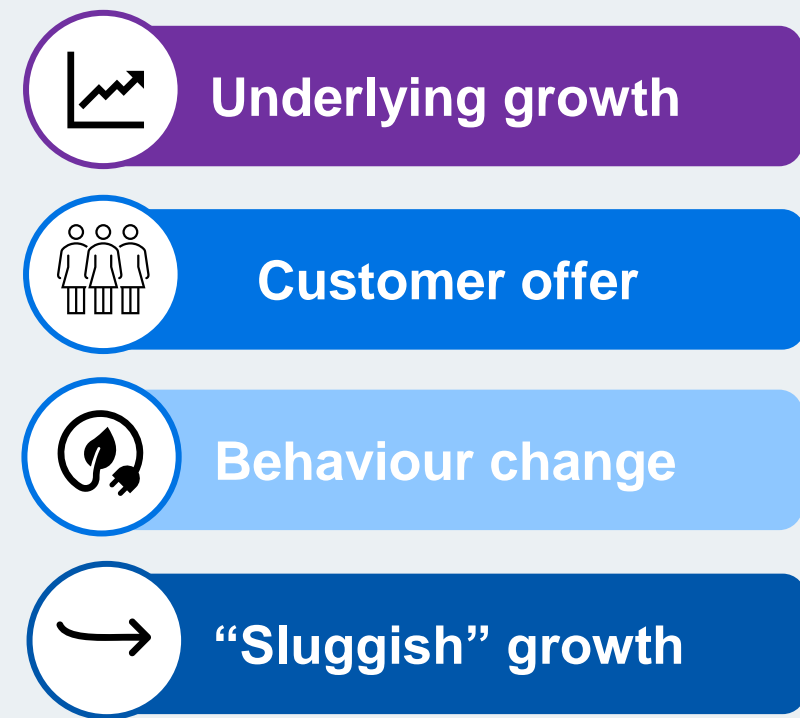 Underlying growth
Customer offer
Behaviour change
“Sluggish” growth